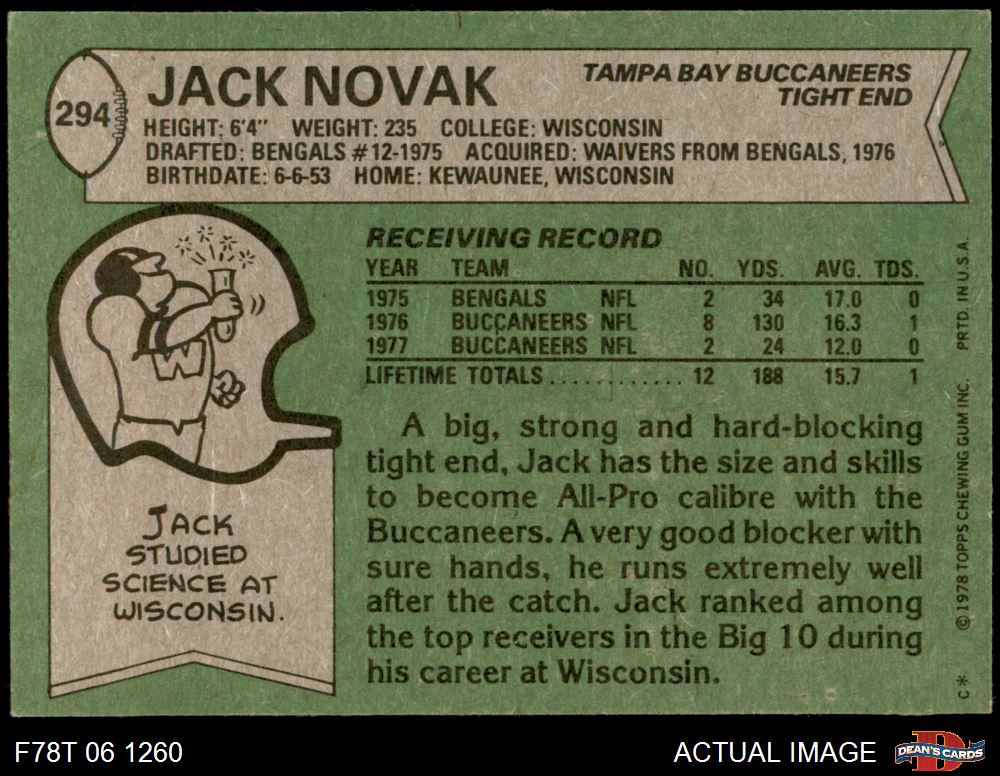 294
JACK NOVAK
TAMPA BAY BUCCANEERS
TIGHT END
HEIGHT: 6'4" WEIGHT: 235 COLLEGE: WISCONSIN
DRAFTED: BENGALS #12-1975 ACQUIRED: WAIVERS FROM BENGALS, 1976
BIRTHDATE: 6-6-53 HOME: KEWAUNEE, WISCONSIN
W
JACK
STUDIED
SCIENCE AT
WISCONSIN.
RECEIVING RECORD
YEAR TEAM NO. YDS. AVG. TDS.
1975 BENGALS NFL 2 34 17.0 0
1976 BUCCANEERS NFL 8 130 16.3 1
1977 BUCCANEERS NFL 2 24 12.0 0
LIFETIME TOTALS............ 12 188 15.7 1
A big, strong and hard-blocking
tight end, Jack has the size and skills
to become All-Pro calibre with the
Buccaneers. A very good blocker with
sure hands, he runs extremely well
after the catch. Jack ranked among
the top receivers in the Big 10 during
his career at Wisconsin.
C* ©1978 TOPPS CHEWING GUM INC. PRTD. IN U.S.A.
F78T 06 1260
ACTUAL IMAGE
DEAN'S CARDS